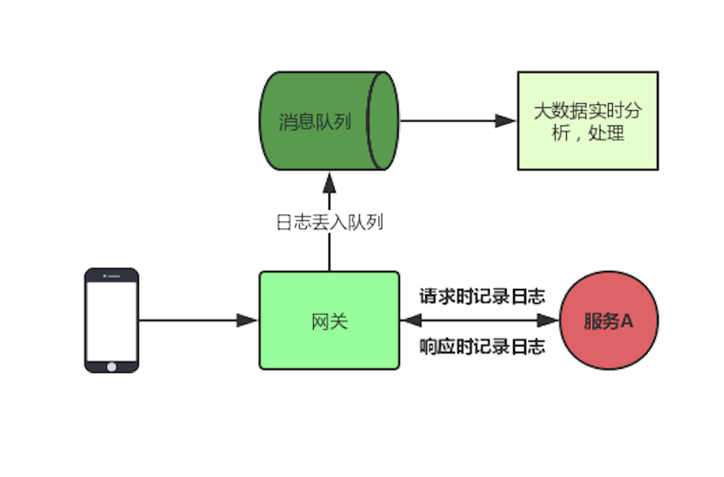 消息队列
大数据实时分
析，处理
日志丢入队列
网关
请求时记录日志
响应时记录日志
服务A